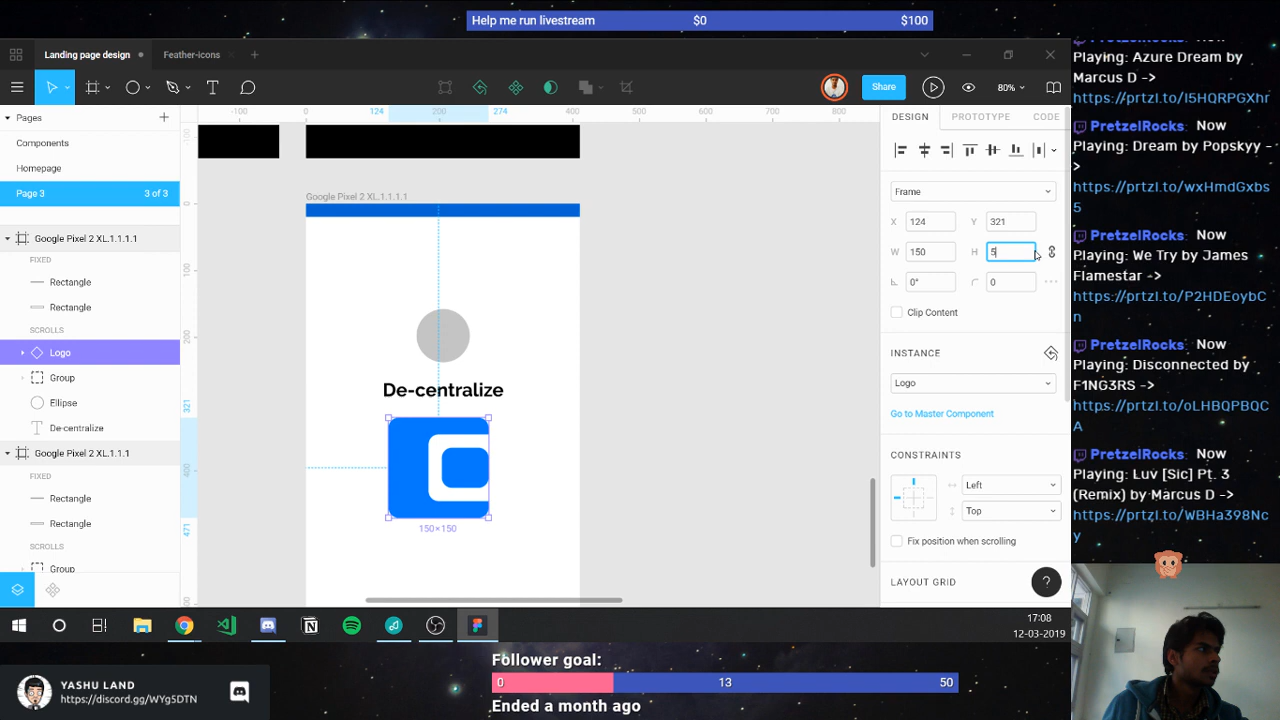 Help me run livestream $0 $100
Landing page design
Feather-icons
Share
80%
Pages
Components
Homepage
Page 3
3 of 3
Google Pixel 2 XL.1.1.1.1
FIXED
Rectangle
Rectangle
SCROLLS
Logo
Group
Ellipse
De-centralize
Google Pixel 2 XL.1.1.1
FIXED
Rectangle
Rectangle
SCROLLS
Group
-100 0 124 200 274 400 500 600 700 800
0
100
200
321
400
471
Google Pixel 2 XL.1.1.1.1
De-centralize
150×150
DESIGN PROTOTYPE CODE
Frame
X 124 Y 321
W 150 H 5
0° 0
Clip Content
INSTANCE
Logo
Go to Master Component
CONSTRAINTS
Left
Top
Fix position when scrolling
LAYOUT GRID
?
17:08
12-03-2019
PretzelRocks: Now
Playing: Azure Dream by
Marcus D ->
https://prtzl.to/I5HQRPGXhr
PretzelRocks: Now
Playing: Dream by Popskyy -
>
https://prtzl.to/wxHmdGxbs
5
PretzelRocks: Now
Playing: We Try by James
Flamestar ->
https://prtzl.to/P2HDEoybC
n
PretzelRocks: Now
Playing: Disconnected by
F1NG3RS ->
https://prtzl.to/oLHBQPBQC
A
PretzelRocks: Now
Playing: Luv [Sic] Pt. 3
(Remix) by Marcus D ->
https://prtzl.to/WBHa398Nc
y
YASHU LAND
https://discord.gg/WYg5DTN
Follower goal:
0 13 50
Ended a month ago